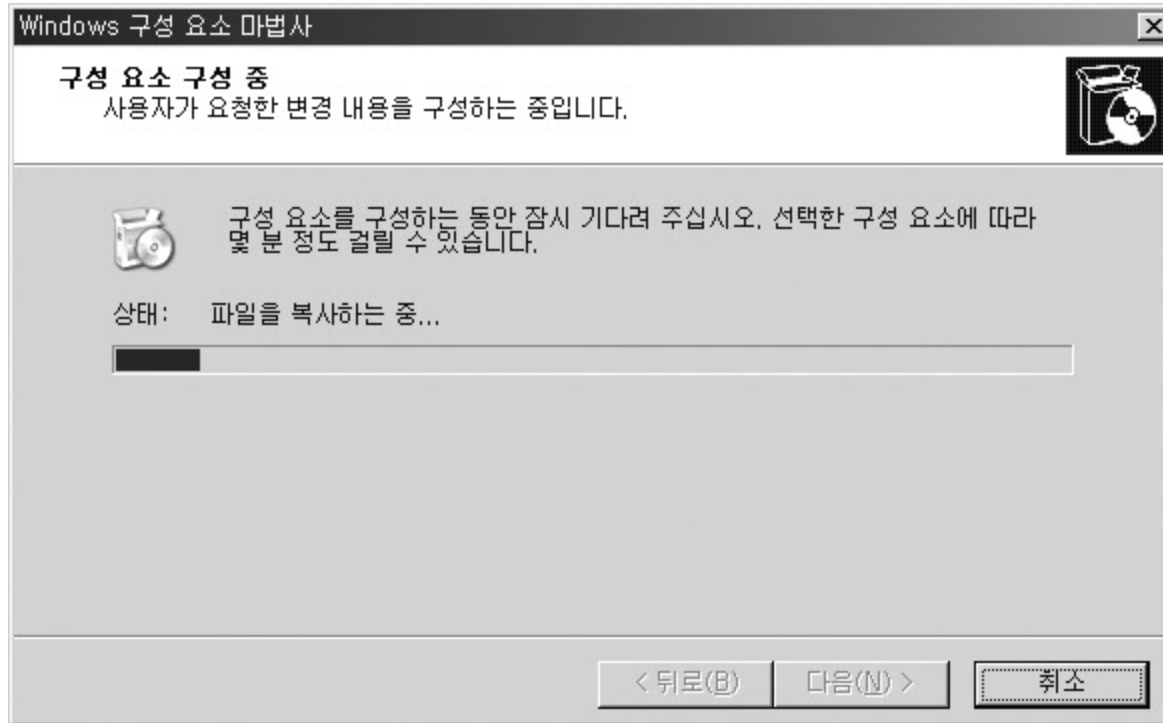 Windows 구성 요소 마법사
구성 요소 구성 중
사용자가 요청한 변경 내용을 구성하는 중입니다.
구성 요소를 구성하는 동안 잠시 기다려 주십시오. 선택한 구성 요소에 따라
몇 분 정도 걸릴 수 있습니다.
상태: 파일을 복사하는 중...
< 뒤로(B) 다음(N) > 취소